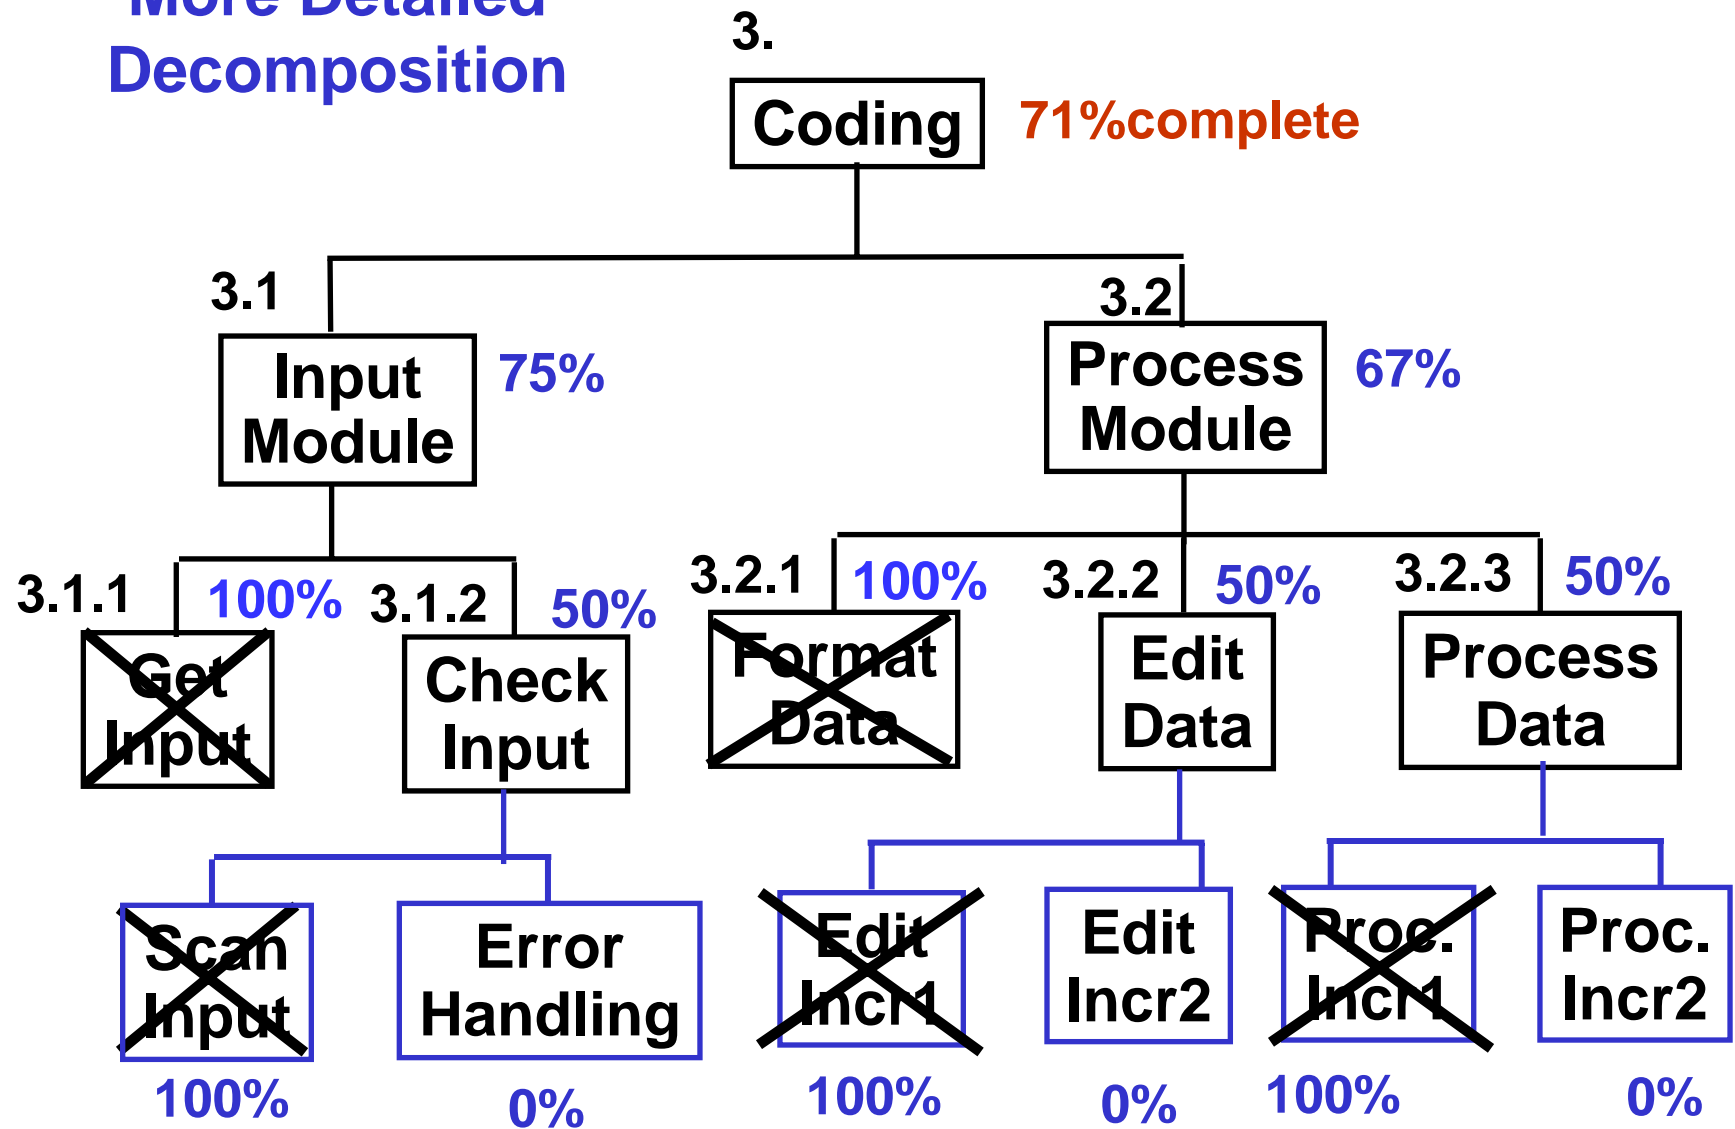 More Detailed
Decomposition
3.
Coding
71%complete
3.1
Input
Module
75%
3.2
Process
Module
67%
3.1.1
100%
Get
Input
3.1.2
50%
Check
Input
3.2.1
100%
Format
Data
3.2.2
50%
Edit
Data
3.2.3
50%
Process
Data
Scan
Input
100%
Error
Handling
0%
Edit
Incr1
100%
Edit
Incr2
0%
Proc.
Incr1
100%
Proc.
Incr2
0%